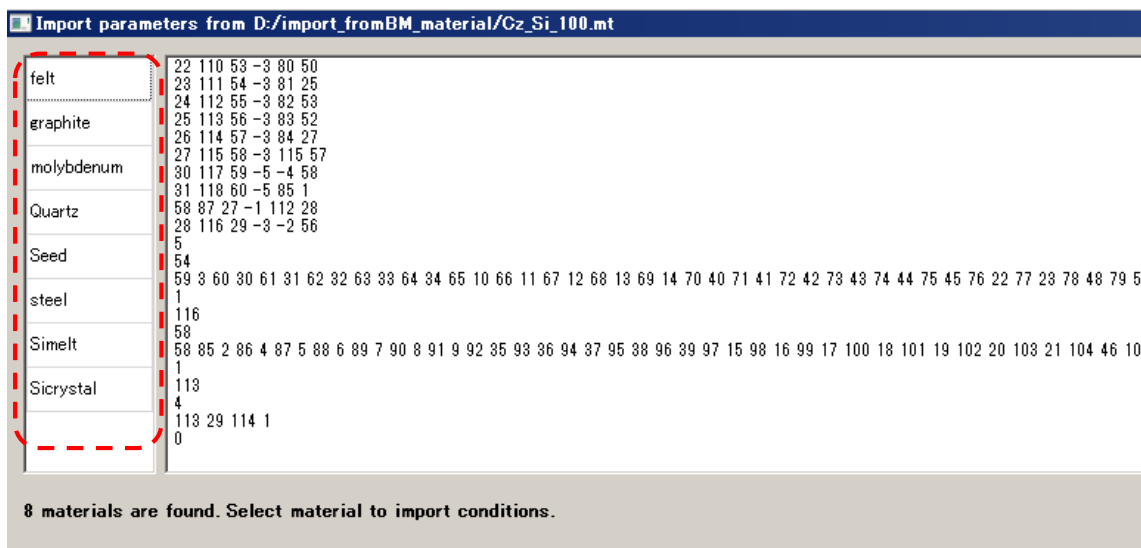 Import parameters from D:/import_fromBM_material/Cz_Si_100.mt
felt
graphite
molybdenum
Quartz
Seed
steel
Simelt
Sicrystal
22 110 53 -3 80 50
23 111 54 -3 81 25
24 112 55 -3 82 53
25 113 56 -3 83 52
26 114 57 -3 84 27
27 115 58 -3 115 57
30 117 59 -5 -4 58
31 118 60 -5 85 1
58 87 27 -1 112 28
28 116 29 -3 -2 56
5
54
59 3 60 30 61 31 62 32 63 33 64 34 65 10 66 11 67 12 68 13 69 14 70 40 71 41 72 42 73 43 74 44 75 45 76 22 77 23 78 48 79 5
1
116
58
58 85 2 86 4 87 5 88 6 89 7 90 8 91 9 92 35 93 36 94 37 95 38 96 39 97 15 98 16 99 17 100 18 101 19 102 20 103 21 104 46 10
1
113
4
113 29 114 1
0
8 materials are found. Select material to import conditions.